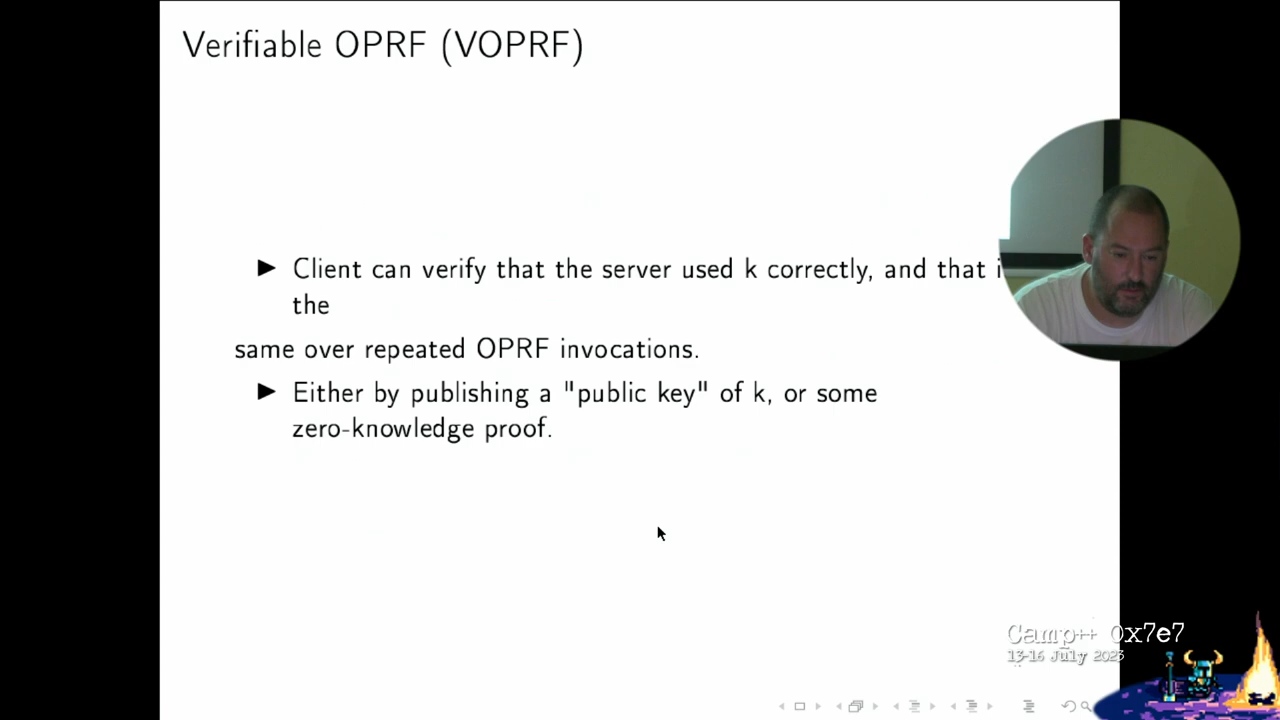 Verifiable OPRF (VOPRF)
▶ Client can verify that the server used k correctly, and that
the
same over repeated OPRF invocations.
▶ Either by publishing a "public key" of k, or some
zero-knowledge proof.
Camp++ 0x7e7
13-16 July 2023